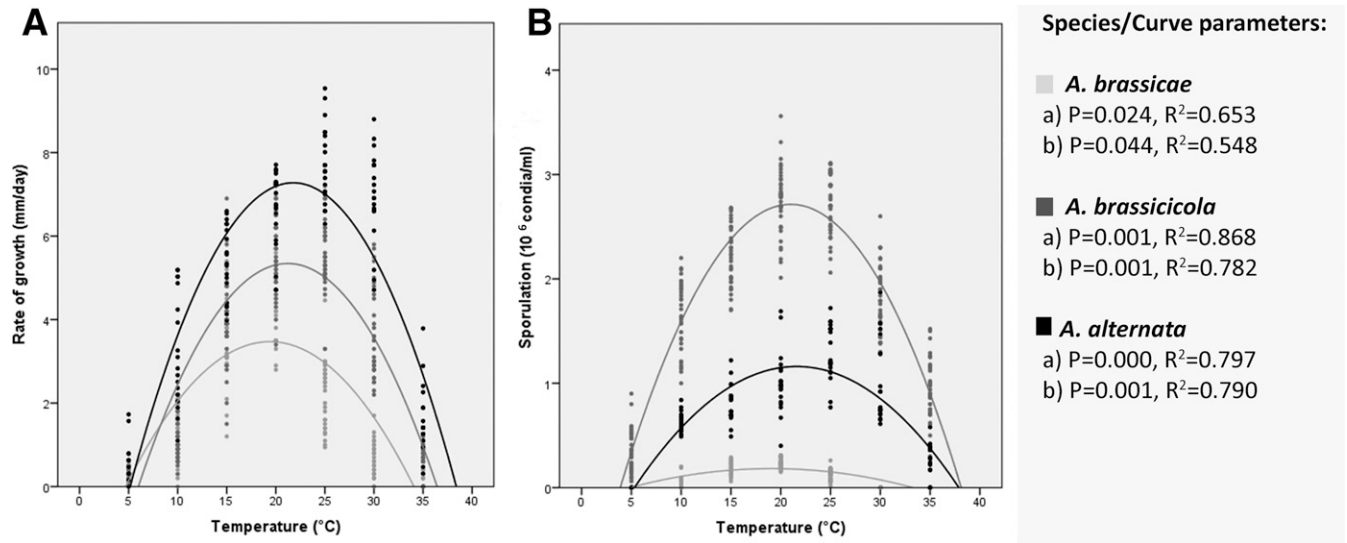 A
Rate of growth (mm/day)
10
8
6
4
2
0
0 5 10 15 20 25 30 35 40
Temperature (°C)
B
Sporulation (10⁶ condia/ml)
4
3
2
1
0
0 5 10 15 20 25 30 35 40
Temperature (°C)
Species/Curve parameters:
A. brassicae
a) P=0.024, R²=0.653
b) P=0.044, R²=0.548
A. brassicicola
a) P=0.001, R²=0.868
b) P=0.001, R²=0.782
A. alternata
a) P=0.000, R²=0.797
b) P=0.001, R²=0.790